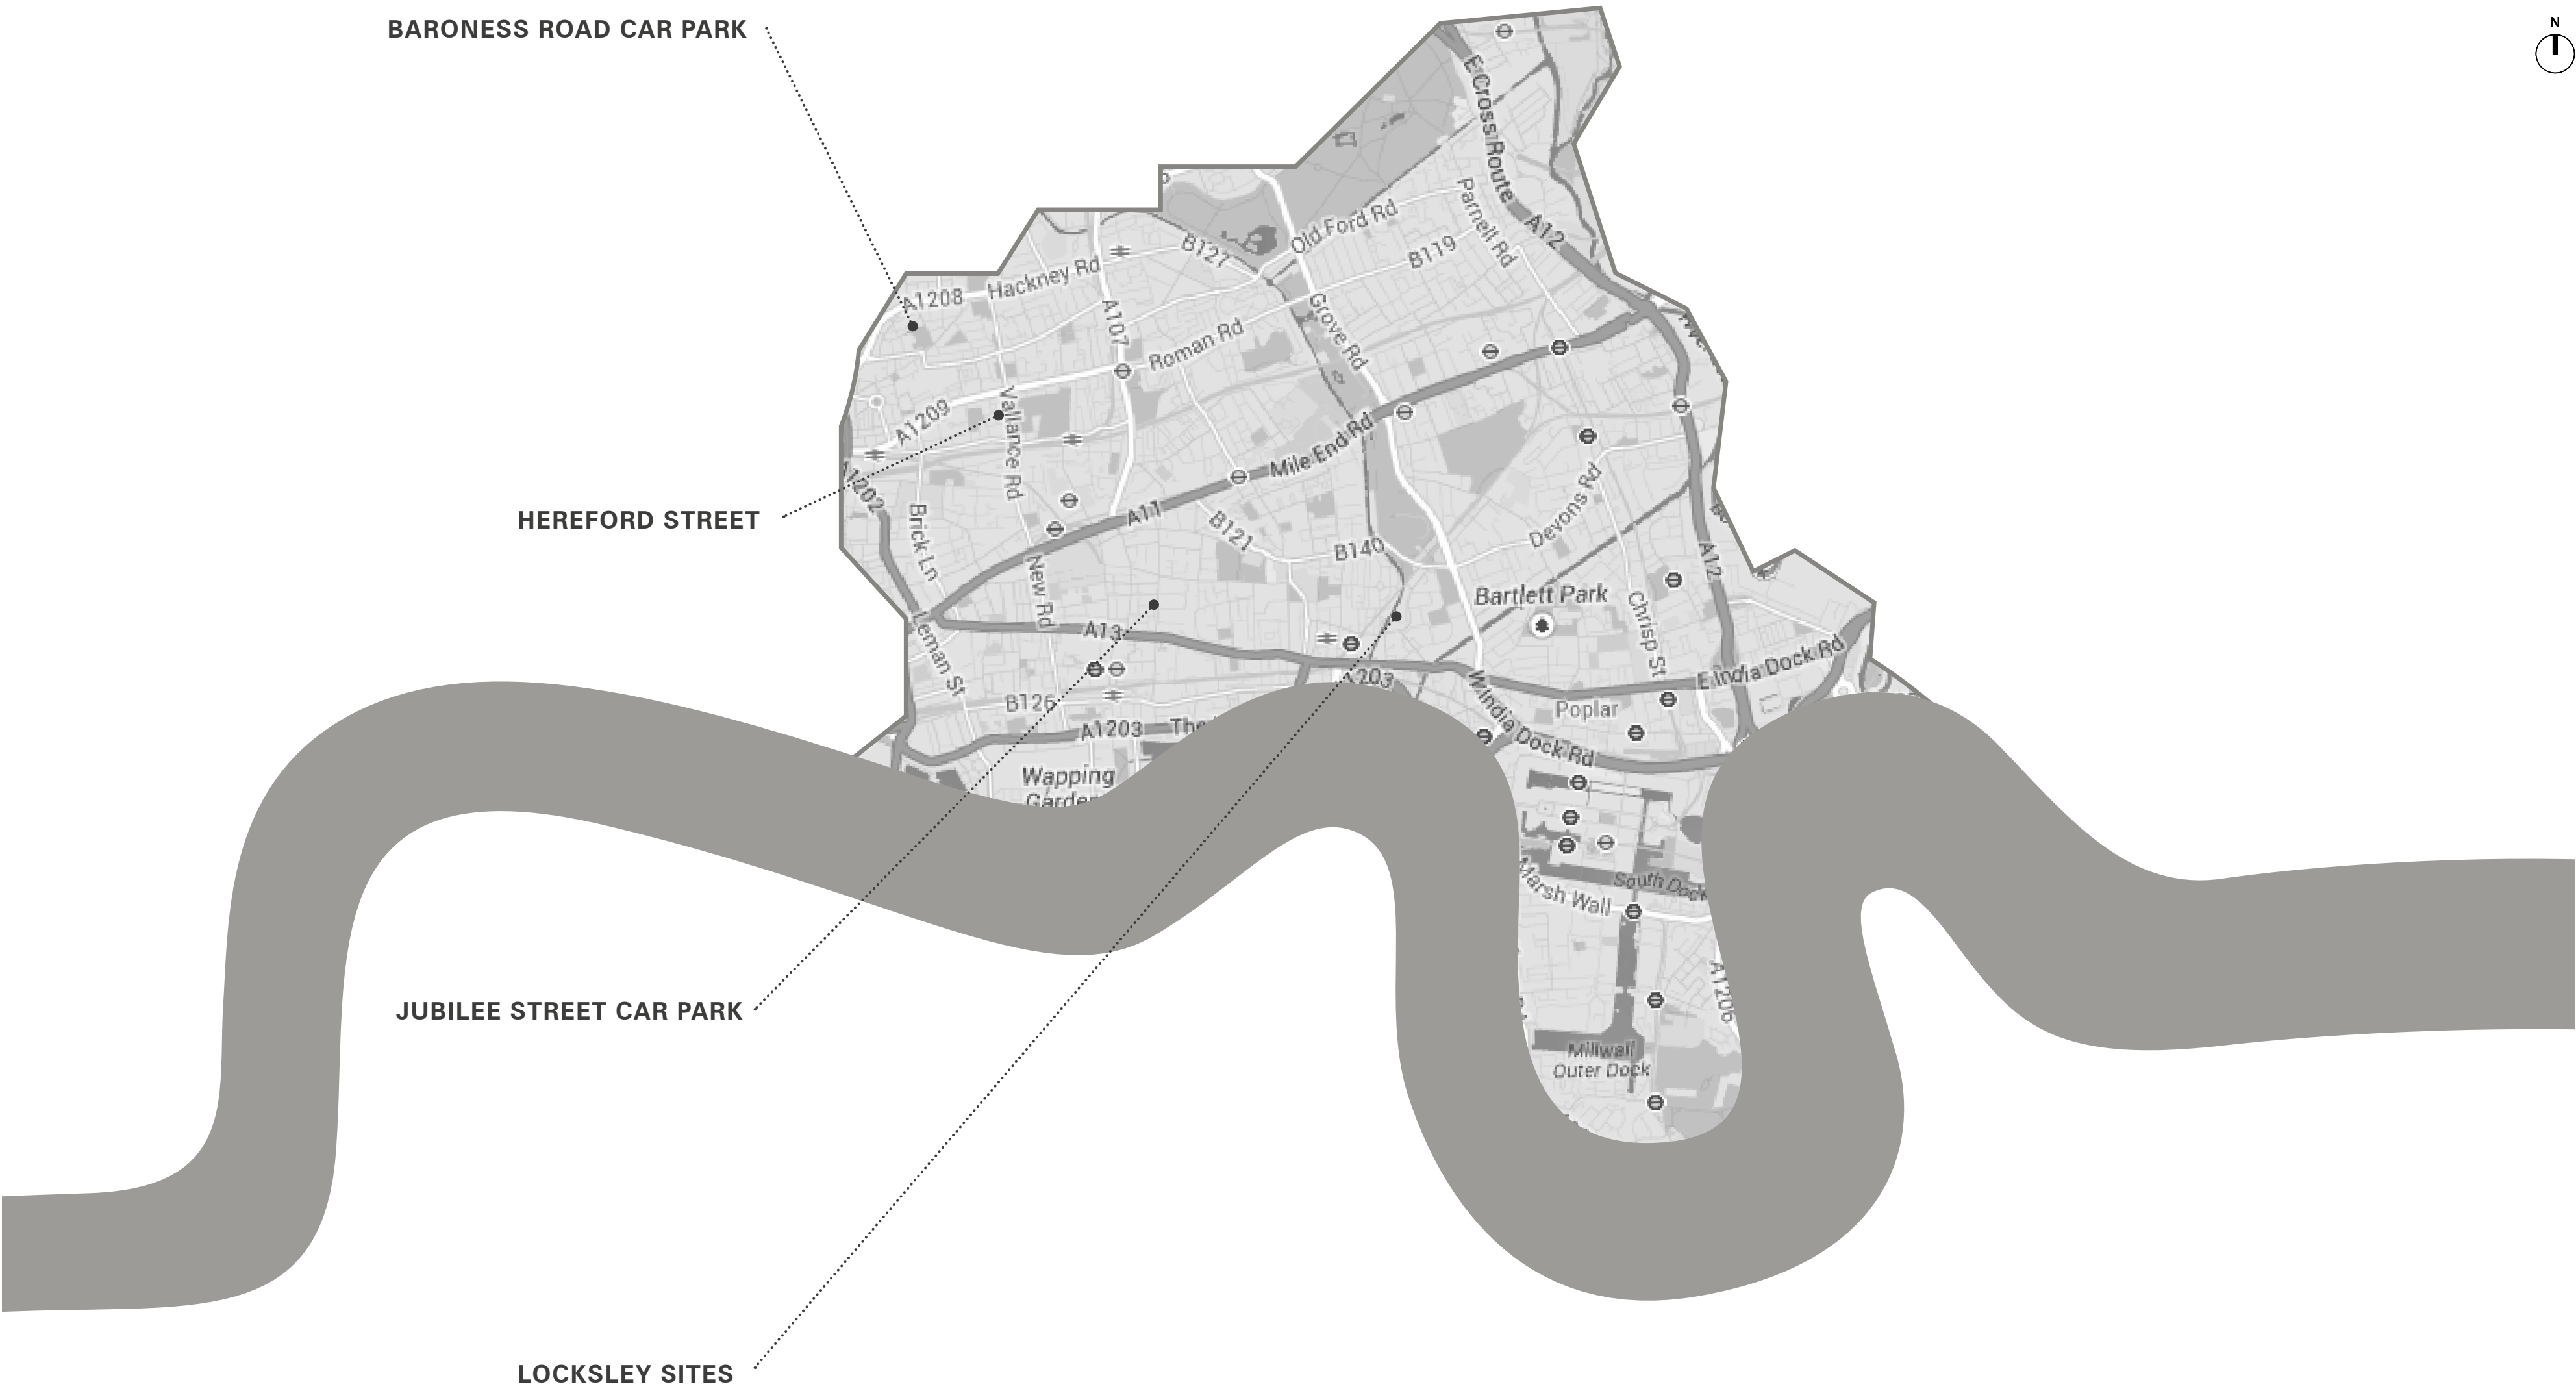 BARONESS ROAD CAR PARK
N
E Cross Route
Parnell Rd
Old Ford Rd
A12
B127
B119
Hackney Rd
A1208
A107
Grove Rd
Roman Rd
A1209
Vallance Rd
Mile End Rd
HEREFORD STREET
A1202
Brick Ln
A11
B121
B140
Devons Rd
A12
New Rd
Bartlett Park
Chrisp St
A13
Leman St
E India Dock Rd
203
B126
W India Dock Rd
Poplar
A1203
The
Wapping
South Dock
Marsh Wall
A1206
JUBILEE STREET CAR PARK
Millwall
Outer Dock
LOCKSLEY SITES